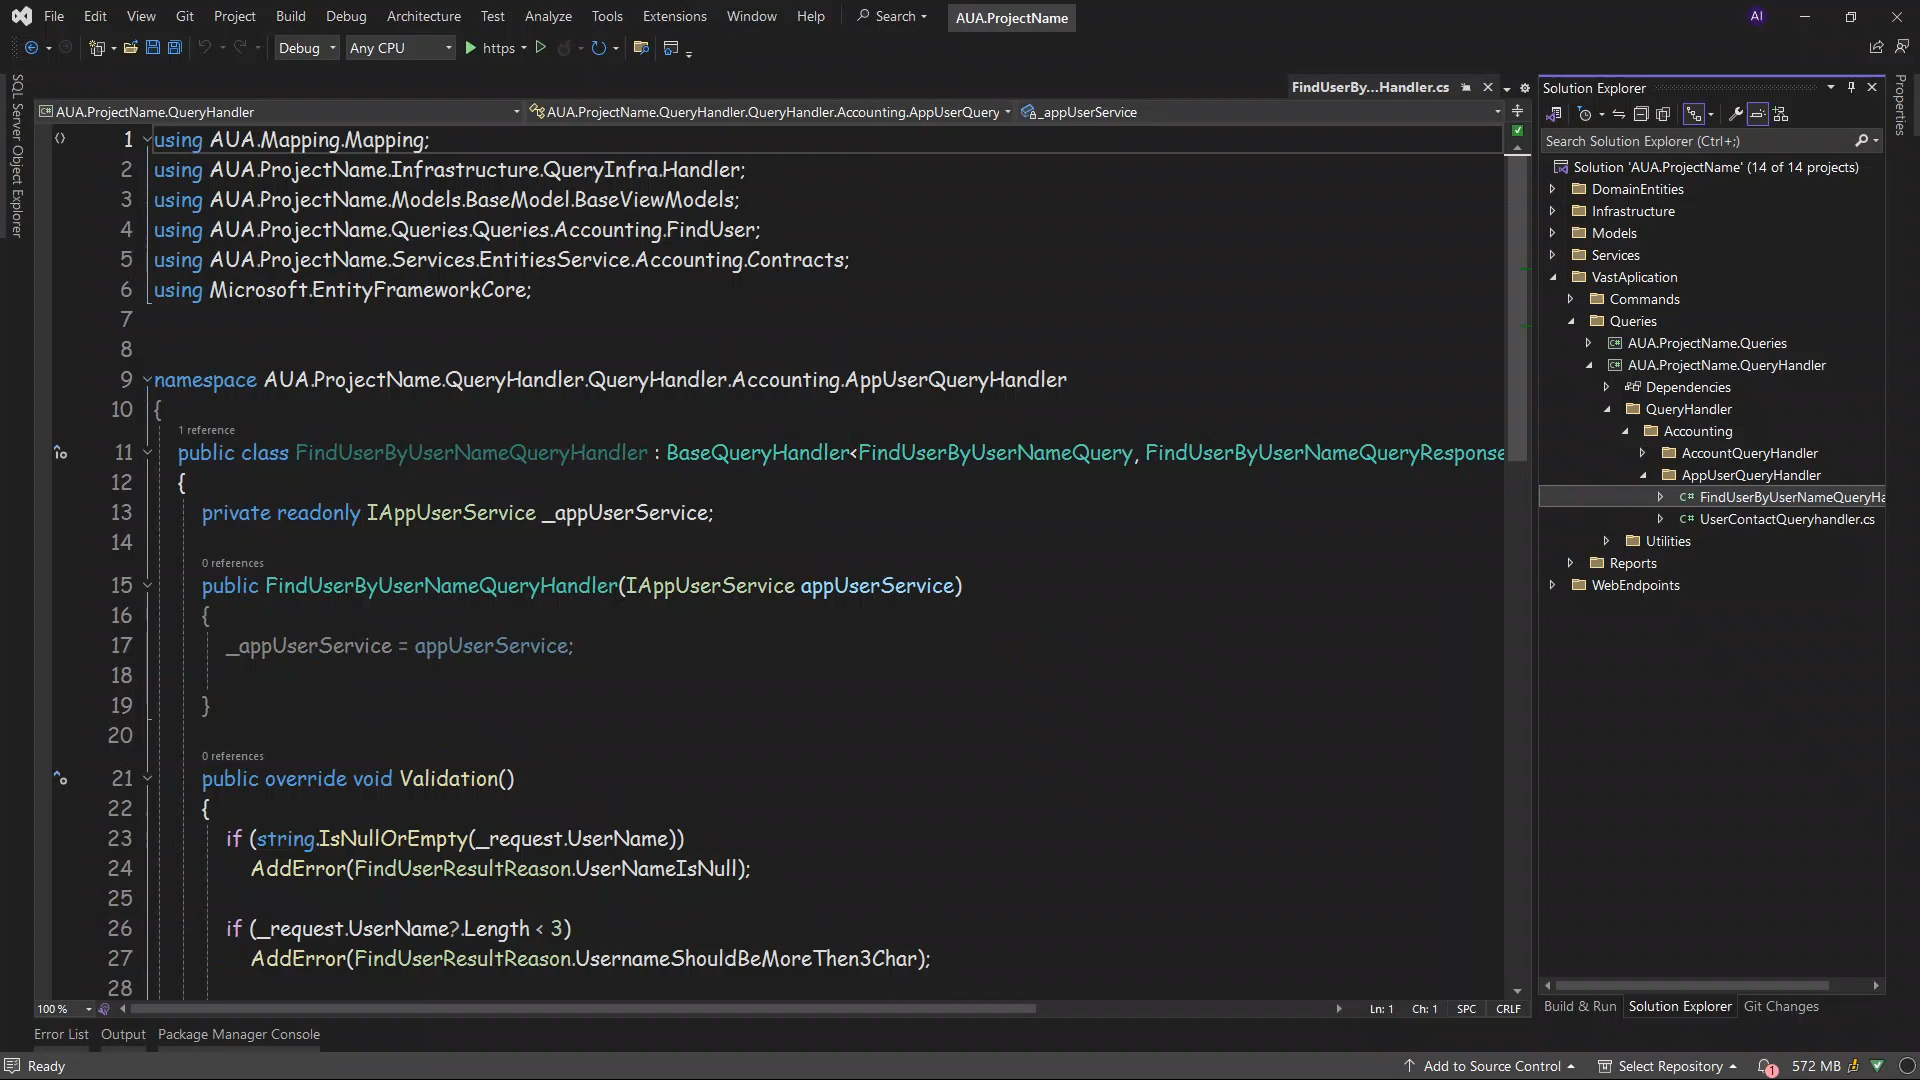 File Edit View Git Project Build Debug Architecture Test Analyze Tools Extensions Window Help Search AUA.ProjectName AI
Debug Any CPU https
FindUserBy...Handler.cs
AUA.ProjectName.QueryHandler AUA.ProjectName.QueryHandler.QueryHandler.Accounting.AppUserQuery _appUserService
1 using AUA.Mapping.Mapping;
2 using AUA.ProjectName.Infrastructure.QueryInfra.Handler;
3 using AUA.ProjectName.Models.BaseModel.BaseViewModels;
4 using AUA.ProjectName.Queries.Queries.Accounting.FindUser;
5 using AUA.ProjectName.Services.EntitiesService.Accounting.Contracts;
6 using Microsoft.EntityFrameworkCore;
7
8
9 namespace AUA.ProjectName.QueryHandler.QueryHandler.Accounting.AppUserQueryHandler
10 {
1 reference
11 public class FindUserByUserNameQueryHandler : BaseQueryHandler<FindUserByUserNameQuery, FindUserByUserNameQueryResponse
12 {
13 private readonly IAppUserService _appUserService;
14
0 references
15 public FindUserByUserNameQueryHandler(IAppUserService appUserService)
16 {
17 _appUserService = appUserService;
18
19 }
20
0 references
21 public override void Validation()
22 {
23 if (string.IsNullOrEmpty(_request.UserName))
24 AddError(FindUserResultReason.UserNameIsNull);
25
26 if (_request.UserName?.Length < 3)
27 AddError(FindUserResultReason.UsernameShouldBeMoreThen3Char);
28
100 % Ln: 1 Ch: 1 SPC CRLF
Error List Output Package Manager Console
SQL Server Object Explorer
Solution Explorer
Search Solution Explorer (Ctrl+;)
Solution 'AUA.ProjectName' (14 of 14 projects)
DomainEntities
Infrastructure
Models
Services
VastAplication
Commands
Queries
C# AUA.ProjectName.Queries
C# AUA.ProjectName.QueryHandler
Dependencies
QueryHandler
Accounting
AccountQueryHandler
AppUserQueryHandler
C# FindUserByUserNameQueryHa
C# UserContactQueryhandler.cs
Utilities
Reports
WebEndpoints
Build & Run Solution Explorer Git Changes
Properties
Ready Add to Source Control Select Repository 1 572 MB